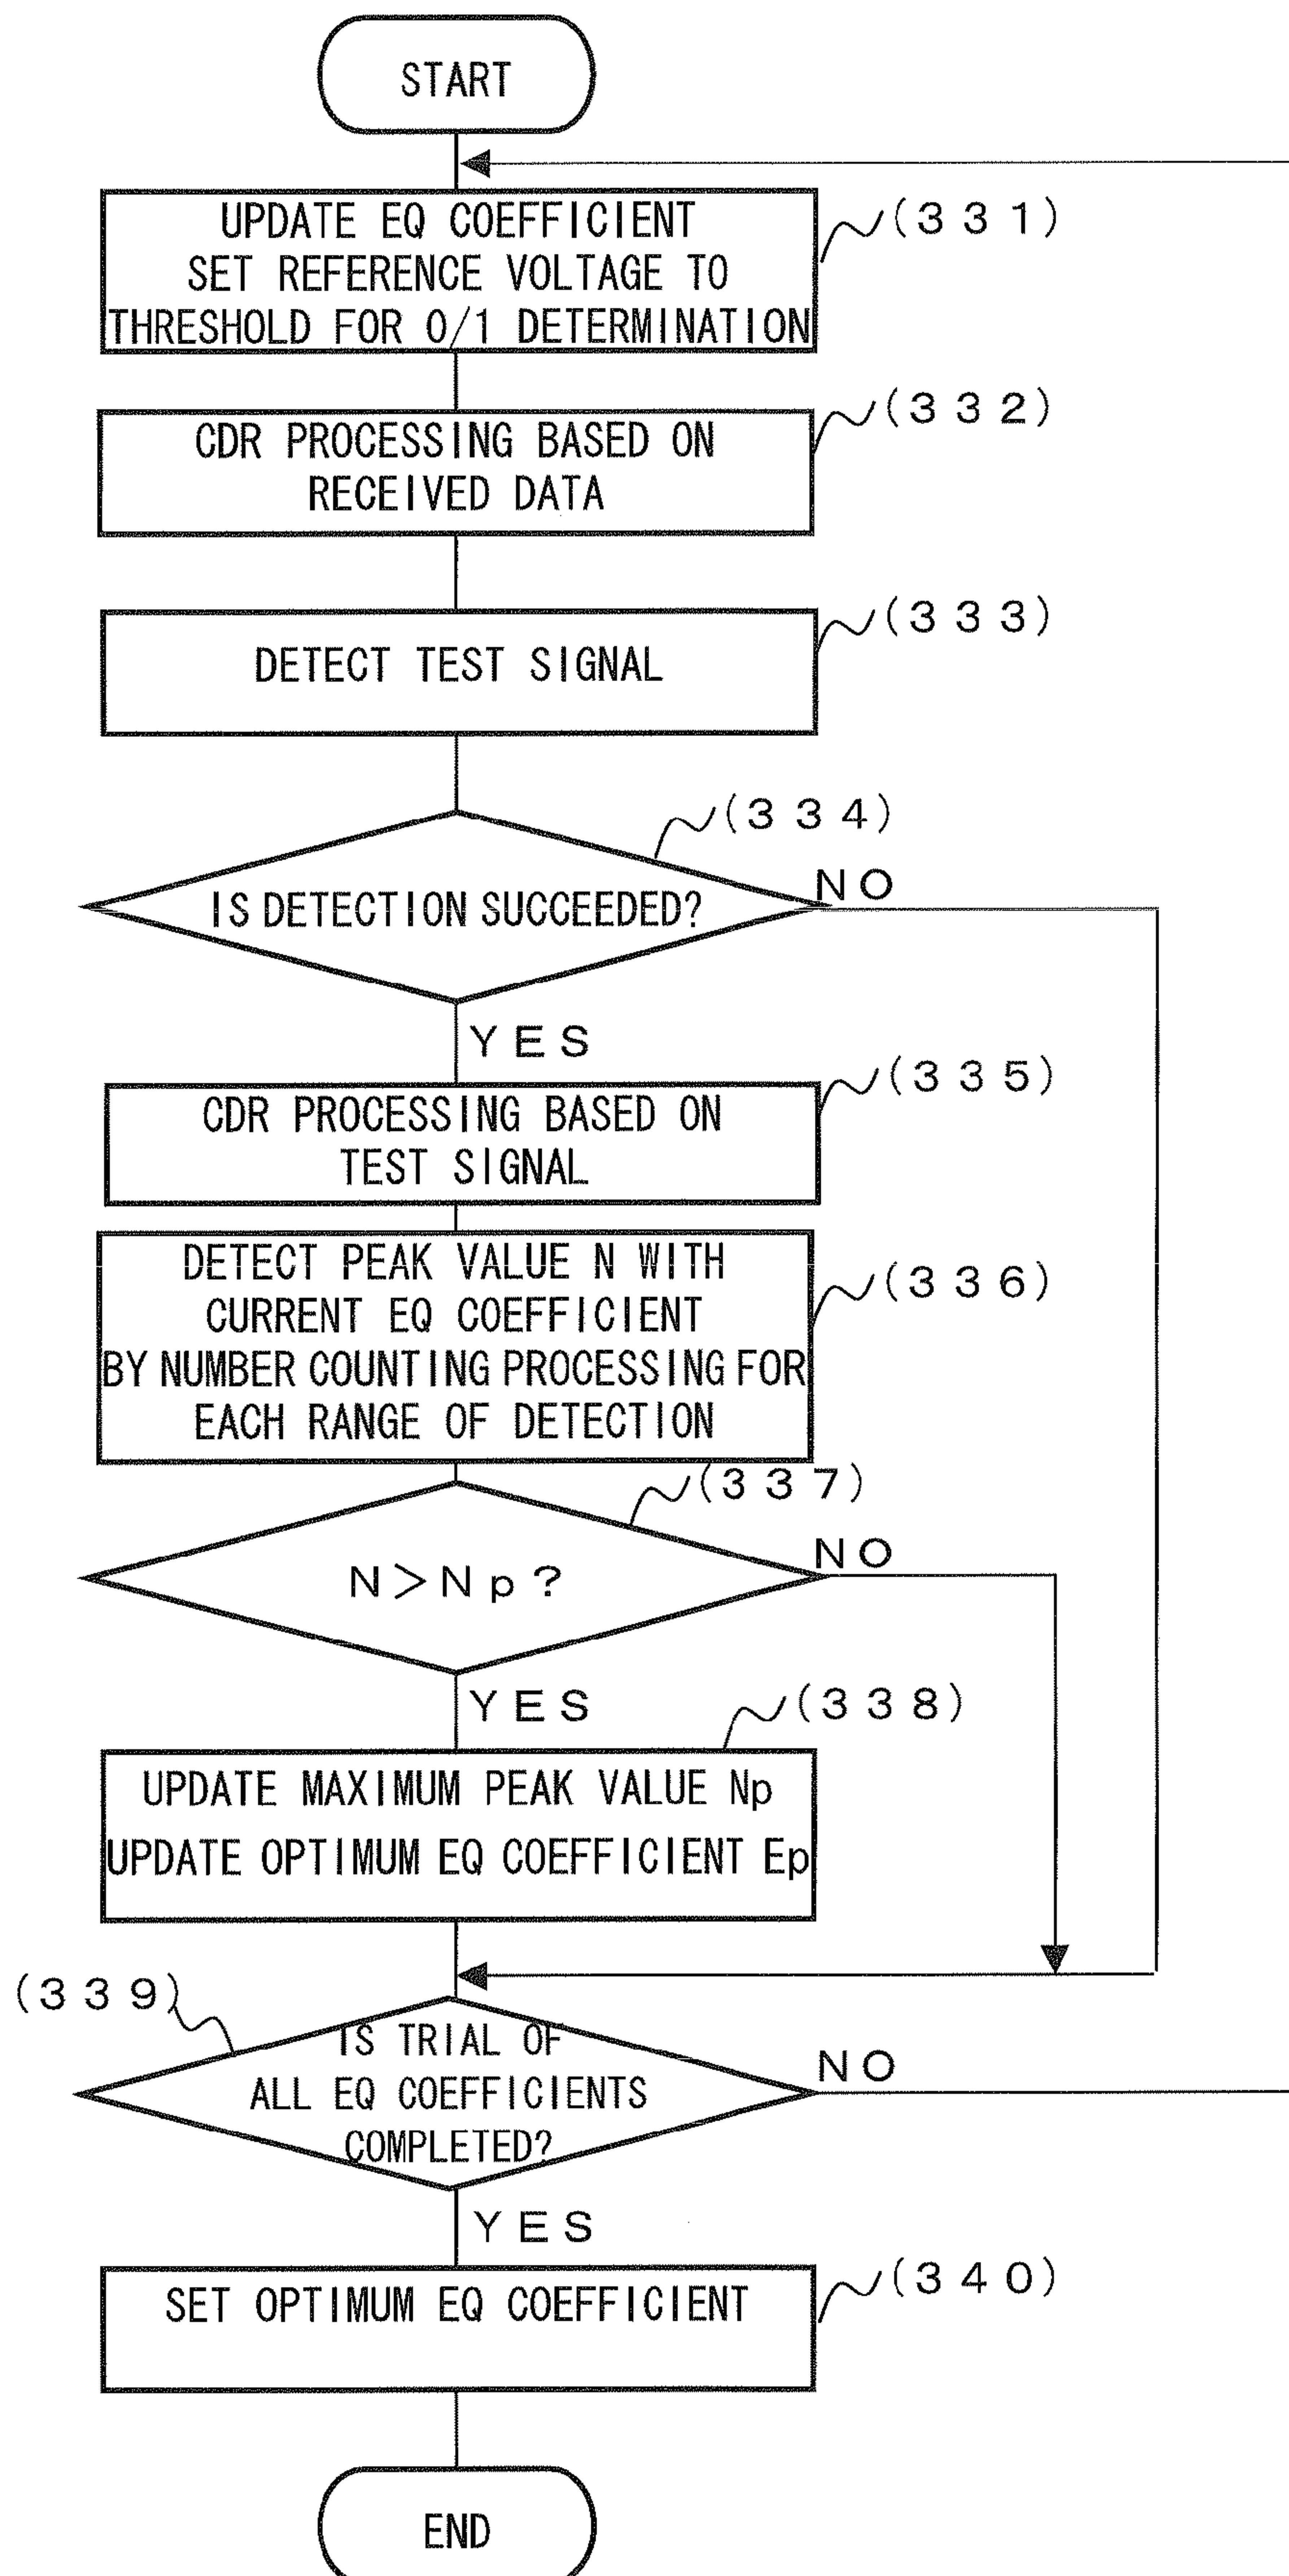 START
UPDATE EQ COEFFICIENT
SET REFERENCE VOLTAGE TO
THRESHOLD FOR 0/1 DETERMINATION
(331)
CDR PROCESSING BASED ON
RECEIVED DATA
(332)
DETECT TEST SIGNAL
(333)
(334)
IS DETECTION SUCCEEDED?
NO
YES
CDR PROCESSING BASED ON
TEST SIGNAL
(335)
DETECT PEAK VALUE N WITH
CURRENT EQ COEFFICIENT
BY NUMBER COUNTING PROCESSING FOR
EACH RANGE OF DETECTION
(336)
(337)
N>Np?
NO
YES
(338)
UPDATE MAXIMUM PEAK VALUE Np
UPDATE OPTIMUM EQ COEFFICIENT Ep
(339)
IS TRIAL OF
ALL EQ COEFFICIENTS
COMPLETED?
NO
YES
SET OPTIMUM EQ COEFFICIENT
(340)
END